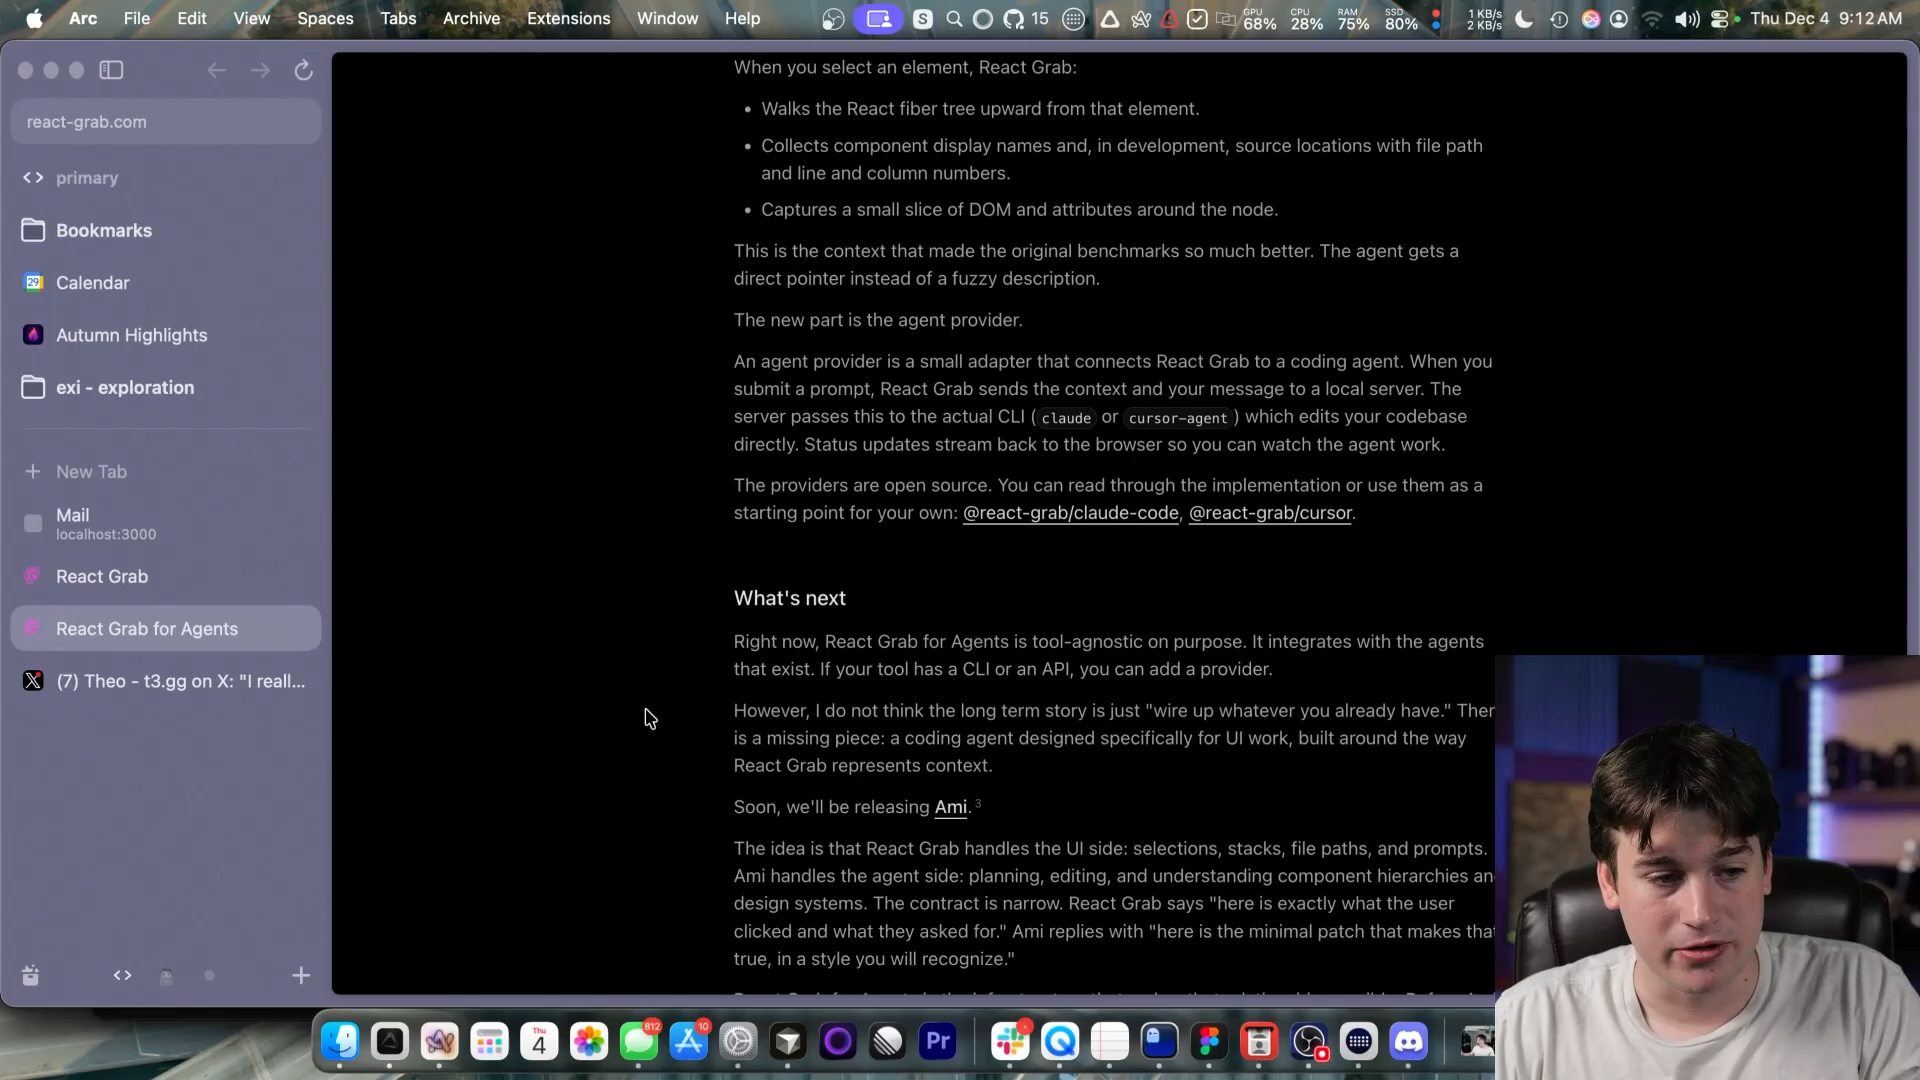 Arc File Edit View Spaces Tabs Archive Extensions Window Help
15 GPU 68% CPU 28% RAM 75% SSD 80% 1 KB/s 2 KB/s Thu Dec 4 9:12 AM
react-grab.com
<> primary
Bookmarks
29 Calendar
Autumn Highlights
exi - exploration
+ New Tab
Mail
localhost:3000
React Grab
React Grab for Agents
(7) Theo - t3.gg on X: "I reall...
<>
When you select an element, React Grab:
• Walks the React fiber tree upward from that element.
• Collects component display names and, in development, source locations with file path
and line and column numbers.
• Captures a small slice of DOM and attributes around the node.
This is the context that made the original benchmarks so much better. The agent gets a
direct pointer instead of a fuzzy description.
The new part is the agent provider.
An agent provider is a small adapter that connects React Grab to a coding agent. When you
submit a prompt, React Grab sends the context and your message to a local server. The
server passes this to the actual CLI (claude or cursor-agent) which edits your codebase
directly. Status updates stream back to the browser so you can watch the agent work.
The providers are open source. You can read through the implementation or use them as a
starting point for your own: @react-grab/claude-code, @react-grab/cursor.
What's next
Right now, React Grab for Agents is tool-agnostic on purpose. It integrates with the agents
that exist. If your tool has a CLI or an API, you can add a provider.
However, I do not think the long term story is just "wire up whatever you already have." Ther
is a missing piece: a coding agent designed specifically for UI work, built around the way
React Grab represents context.
Soon, we'll be releasing Ami.3
The idea is that React Grab handles the UI side: selections, stacks, file paths, and prompts.
Ami handles the agent side: planning, editing, and understanding component hierarchies an
design systems. The contract is narrow. React Grab says "here is exactly what the user
clicked and what they asked for." Ami replies with "here is the minimal patch that makes tha
true, in a style you will recognize."
Thu 4 812 10 Pr